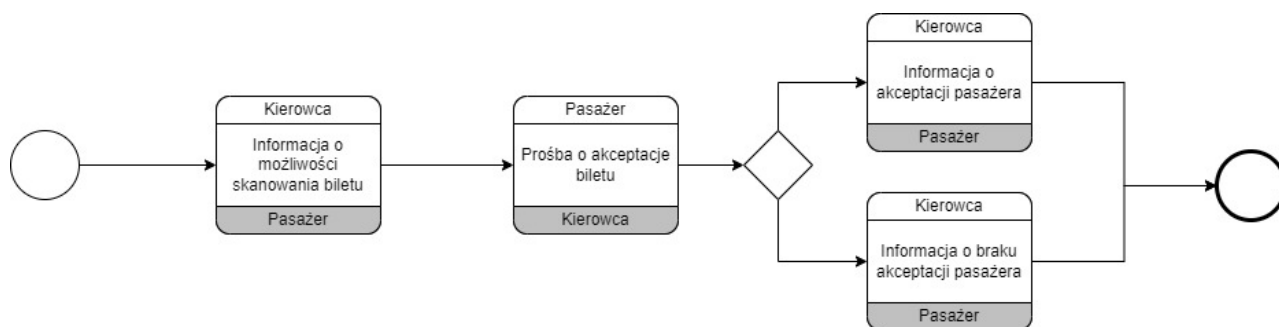 Kierowca
Informacja o
możliwości
skanowania biletu
Pasażer
Pasażer
Prośba o akceptacje
biletu
Kierowca
Kierowca
Informacja o
akceptacji pasażera
Pasażer
Kierowca
Informacja o braku
akceptacji pasażera
Pasażer